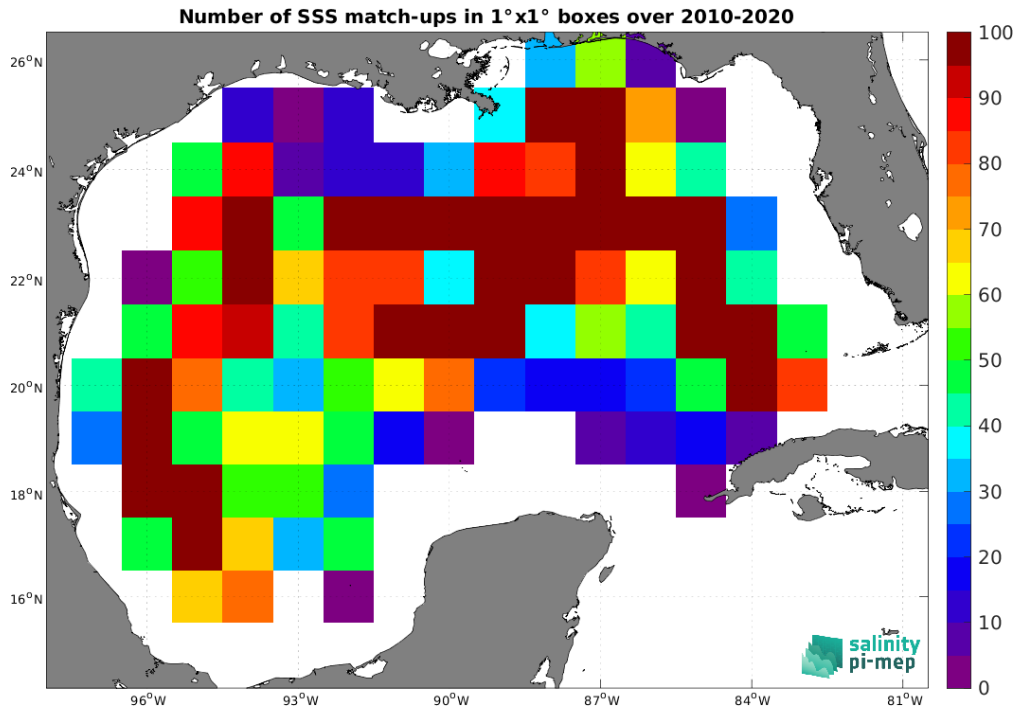 Number of SSS match-ups in 1°x1° boxes over 2010-2020
26°N
24°N
22°N
20°N
18°N
16°N
96°W
93°W
90°W
87°W
84°W
81°W
100
90
80
70
60
50
40
30
20
10
0
salinity
pi-mep